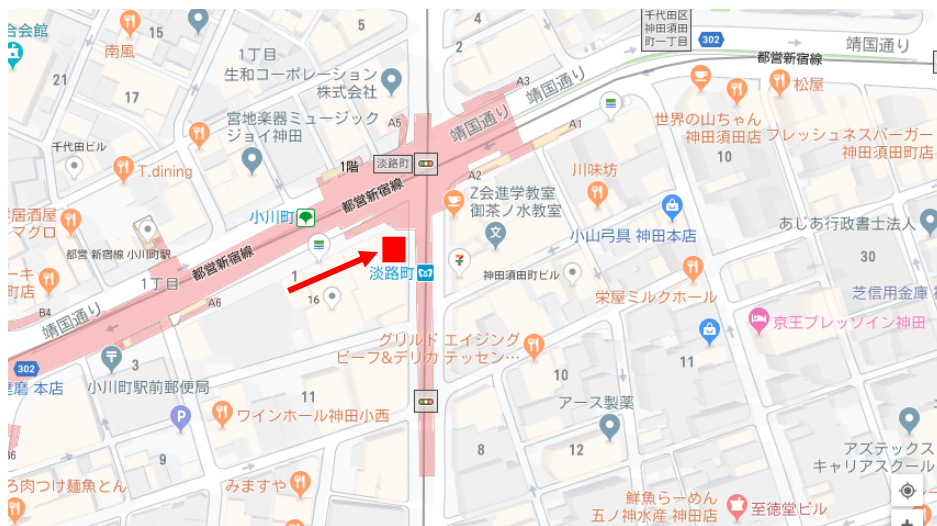 合会館
南風
15
1丁目
5
4
2
千代田区
神田須田
町一丁目
302
靖国通り
都営新宿線
21
17
生和コーポレーション
株式会社
A3
靖国通り
松屋
宮地楽器ミュージック
ジョイ神田
A5
靖国通り
A1
世界の山ちゃん
神田須田店
フレッシュネスバーガー
神田須田町店
千代田ビル
T.dining
1階
淡路町
A2
川味坊
10
居酒屋
マグロ
小川町
都営新宿線
Z会進学教室
御茶ノ水教室
文
小山弓具 神田本店
あじあ行政書士法人
都営 新宿線 小川町駅
都営新宿線
30
ーキ
町店
1丁目
1
淡路町
7
神田須田町ビル
栄屋ミルクホール
芝信用金庫
B4
靖国通り
A6
16
京王プレッソイン神田
302
達磨 本店
3
小川町駅前郵便局
グリルド エイジング
ビーフ&デリカ テッセン…
10
11
11
P
ワインホール神田小西
アース製薬
B6
9
8
12
アズテックス
キャリアスクール
ろ肉つけ麺魚とん
みますや
鮮魚らーめん
五ノ神水産 神田店
至徳堂ビル
+